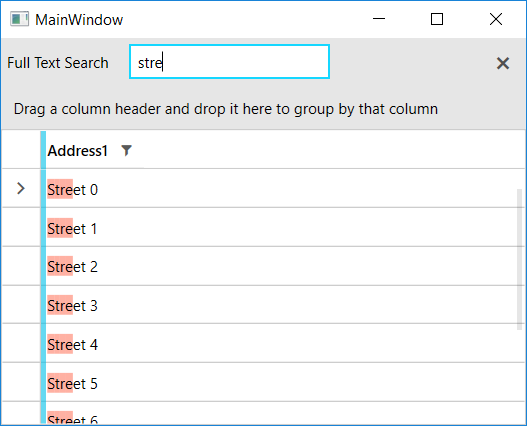 MainWindow
Full Text Search stre
Drag a column header and drop it here to group by that column
Address1
Street 0
Street 1
Street 2
Street 3
Street 4
Street 5
Street 6